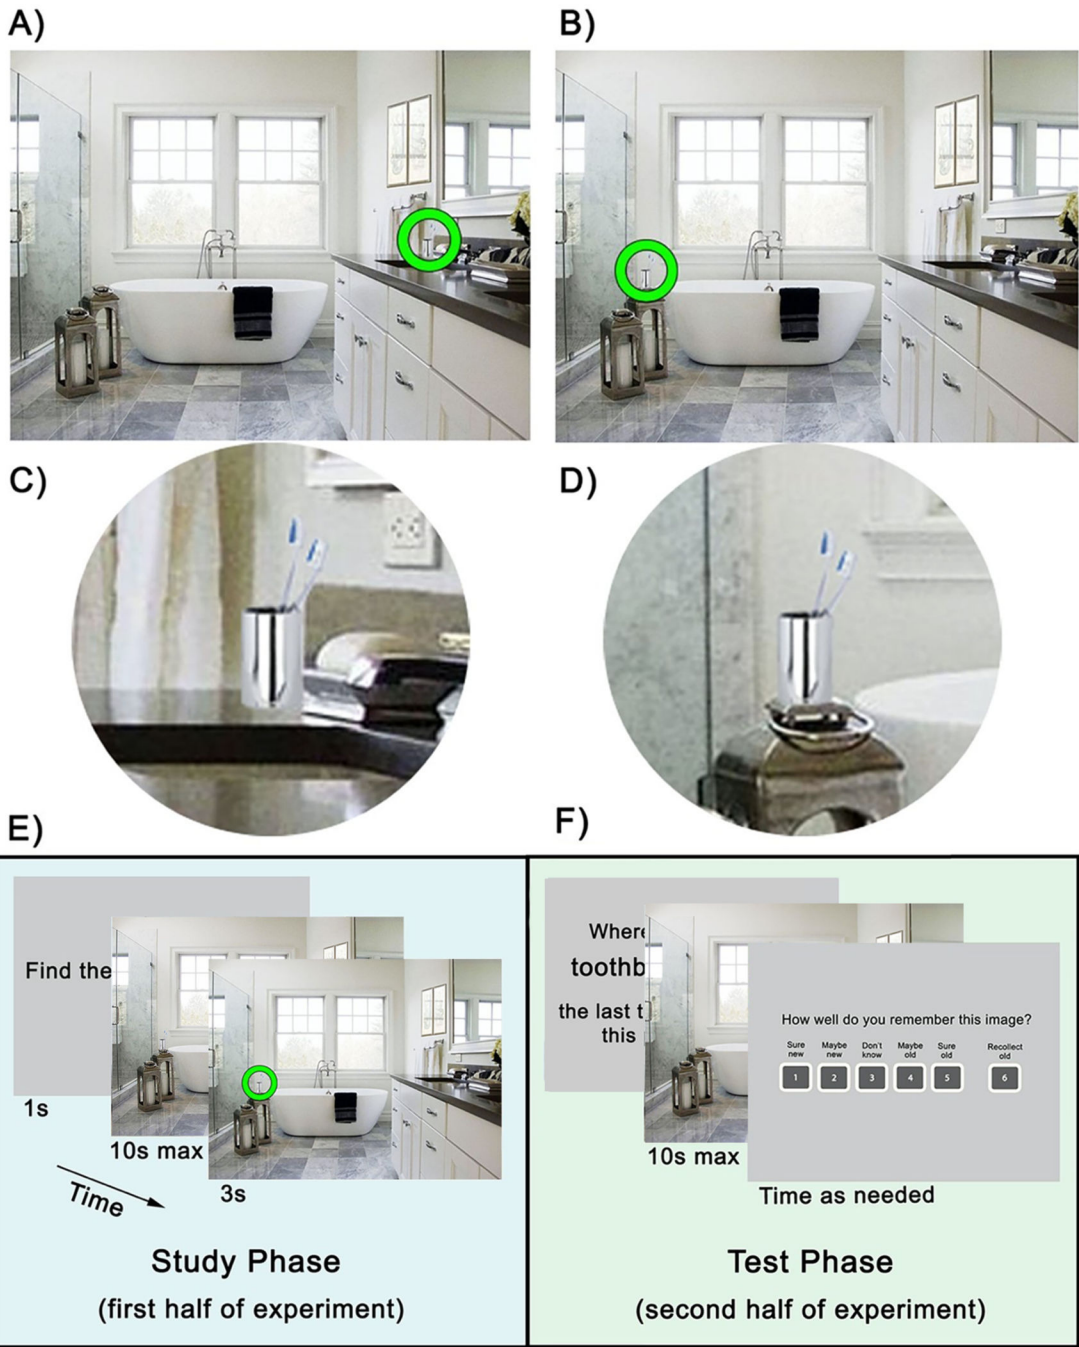 A)
B)
C)
D)
E)
F)
Find the
1s
10s max
3s
Time
Study Phase
(first half of experiment)
Where
toothb
the last t
this
10s max
How well do you remember this image?
Sure new
Maybe new
Don't know
Maybe old
Sure old
Recollect old
1 2 3 4 5 6
Time as needed
Test Phase
(second half of experiment)